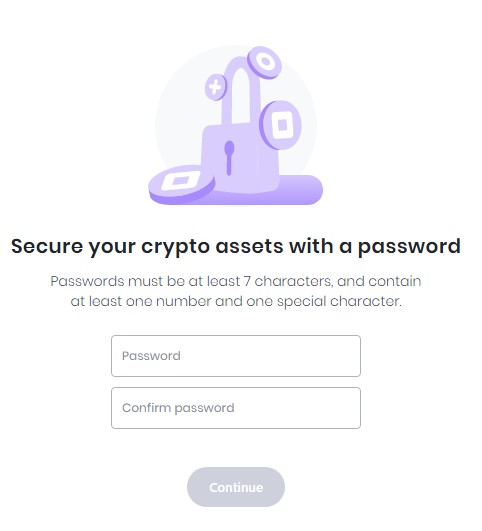 Secure your crypto assets with a password
Passwords must be at least 7 characters, and contain
at least one number and one special character.
Password
Confirm password
Continue